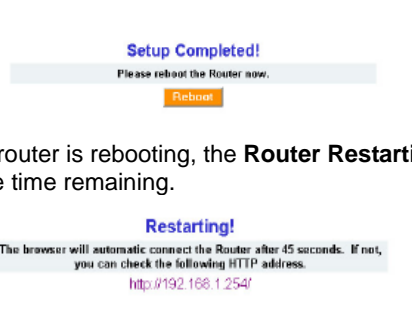 Setup Completed!
Please reboot the Router now.
Reboot
router is rebooting, the Router Restarti
e time remaining.
Restarting!
The browser will automatic connect the Router after 45 seconds. If not,
you can check the following HTTP address.
http://192.168.1.254/